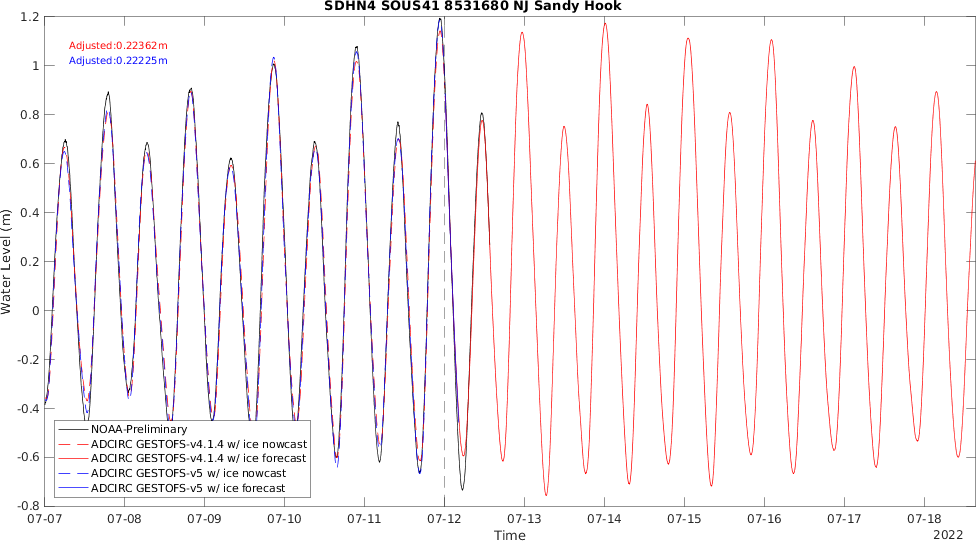 SDHN4 SOUS41 8531680 NJ Sandy Hook
Adjusted:0.22362m
Adjusted:0.22225m
Water Level (m)
1.2
1
0.8
0.6
0.4
0.2
0
-0.2
-0.4
-0.6
-0.8
NOAA-Preliminary
ADCIRC GESTOFS-v4.1.4 w/ ice nowcast
ADCIRC GESTOFS-v4.1.4 w/ ice forecast
ADCIRC GESTOFS-v5 w/ ice nowcast
ADCIRC GESTOFS-v5 w/ ice forecast
07-07 07-08 07-09 07-10 07-11 07-12 07-13 07-14 07-15 07-16 07-17 07-18
Time
2022